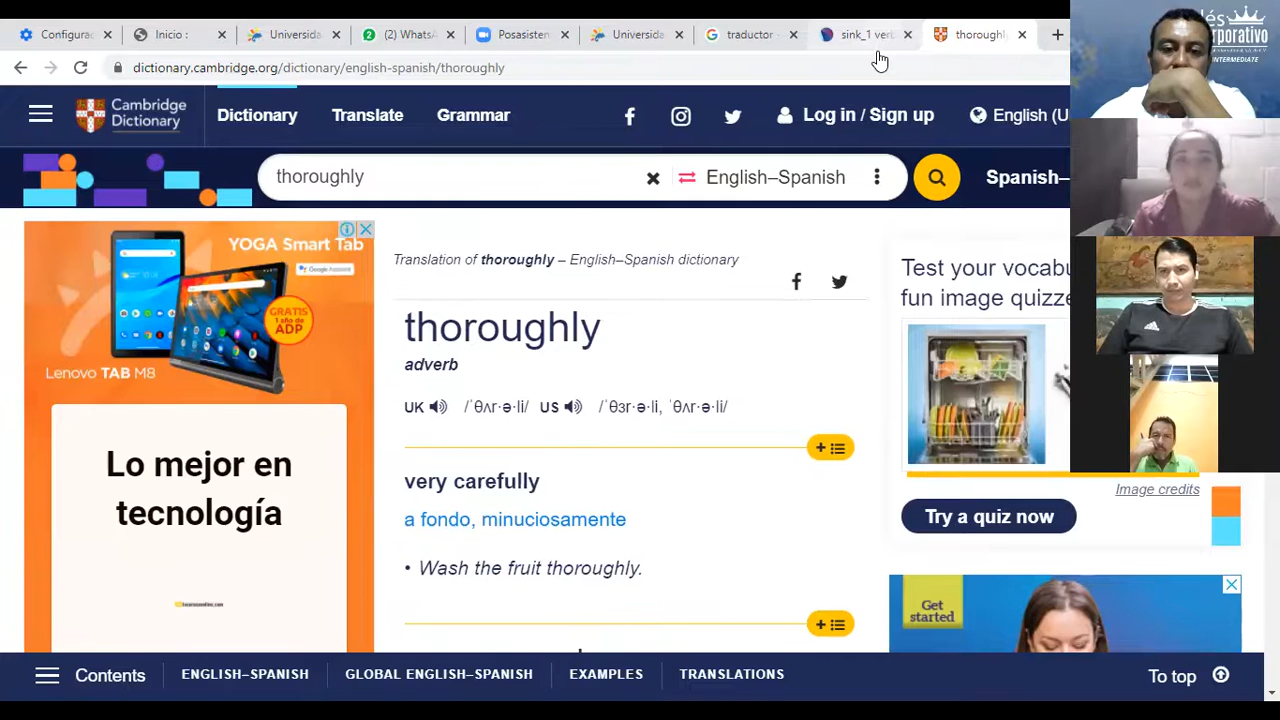 Configurac
Inicio :
Universida
(2) WhatsA
Posasisten
Universida
traductor -
sink_1 ver
thoroughl
dictionary.cambridge.org/dictionary/english-spanish/thoroughly
INTERMEDIATE
Cambridge
Dictionary
Dictionary
Translate
Grammar
Log in / Sign up
English (U
thoroughly
English–Spanish
Spanish–
YOGA Smart Tab
Google Assistant
GRATIS
1 año de
ADP
Lenovo TAB M8
Lo mejor en
tecnología
Translation of thoroughly – English–Spanish dictionary
thoroughly
adverb
UK /ˈθʌr·ə·li/ US /ˈθɜr·ə·li, ˈθʌr·ə·li/
very carefully
a fondo, minuciosamente
• Wash the fruit thoroughly.
Test your vocabu
fun image quizze
Image credits
Try a quiz now
Get
started
Contents
ENGLISH–SPANISH
GLOBAL ENGLISH–SPANISH
EXAMPLES
TRANSLATIONS
To top